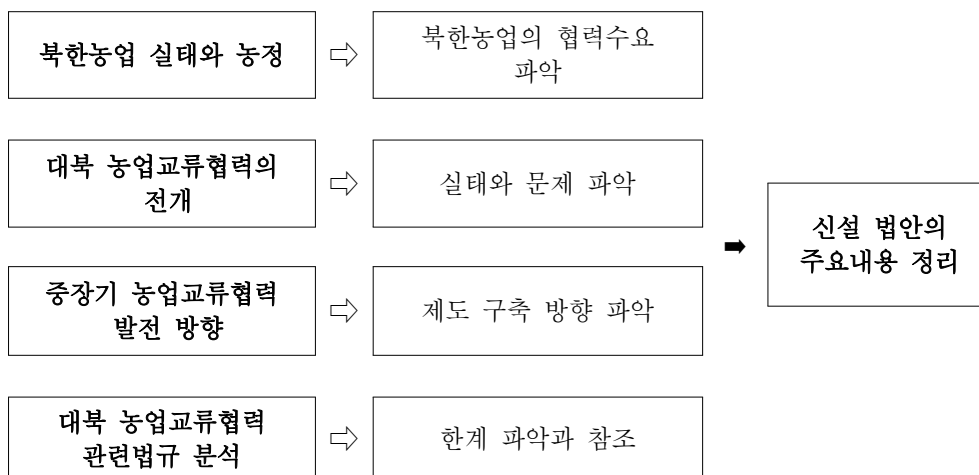 북한농업 실태와 농정
북한농업의 협력수요
파악
대북 농업교류협력의
전개
실태와 문제 파악
중장기 농업교류협력
발전 방향
제도 구축 방향 파악
대북 농업교류협력
관련법규 분석
한계 파악과 참조
신설 법안의
주요내용 정리